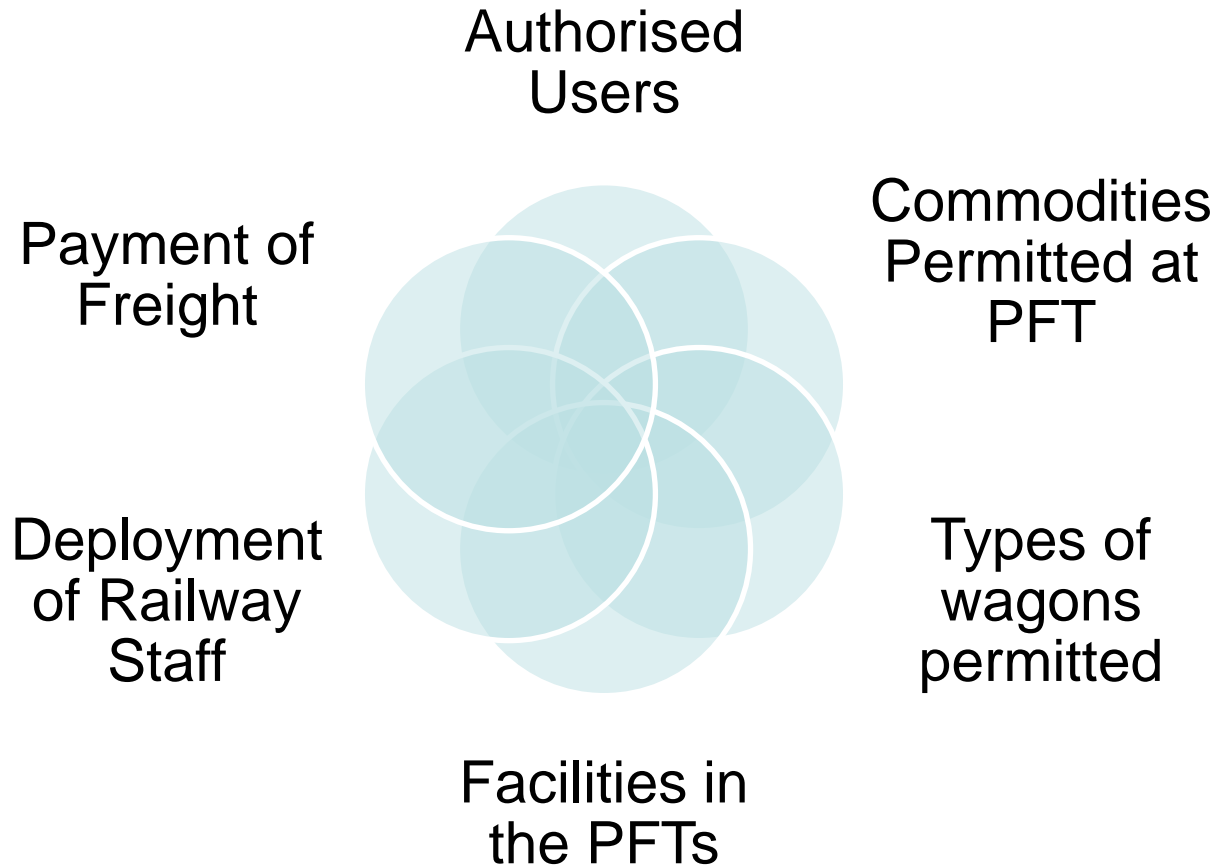 Authorised
Users
Commodities
Permitted at
PFT
Types of
wagons
permitted
Facilities in
the PFTs
Deployment
of Railway
Staff
Payment of
Freight